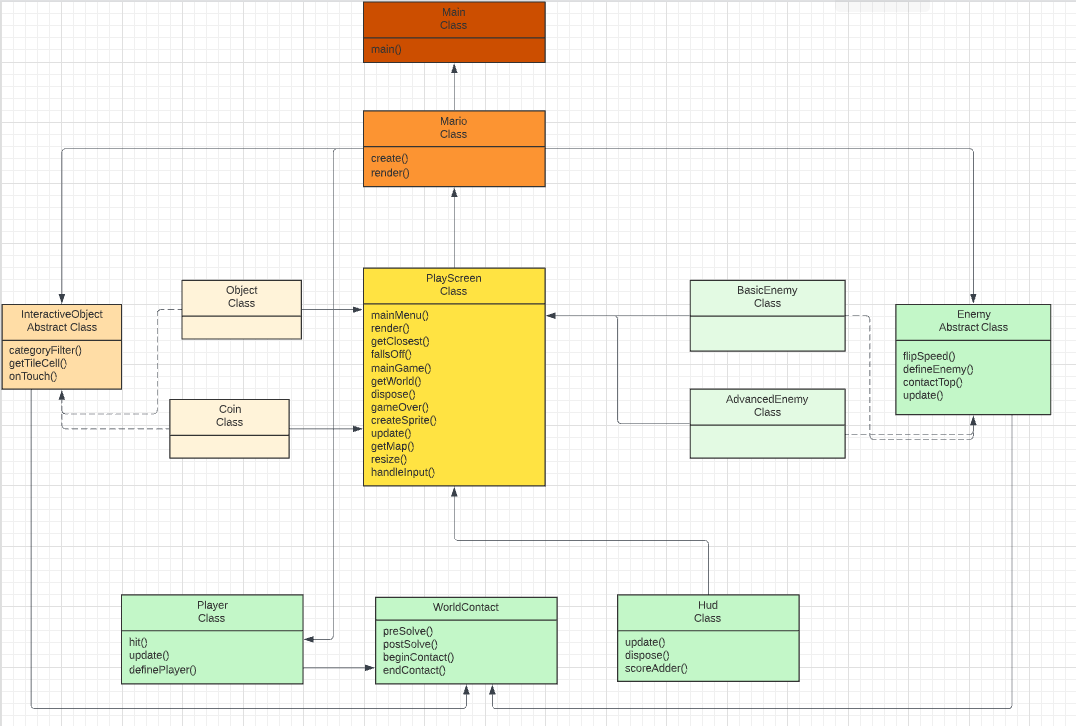 Main
Class
main()
Mario
Class
create()
render()
PlayScreen
Class
mainMenu()
render()
getClosest()
fallsOff()
mainGame()
getWorld()
dispose()
gameOver()
createSprite()
update()
getMap()
resize()
handleInput()
Object
Class
InteractiveObject
Abstract Class
categoryFilter()
getTileCell()
onTouch()
Coin
Class
BasicEnemy
Class
AdvancedEnemy
Class
Enemy
Abstract Class
flipSpeed()
defineEnemy()
contactTop()
update()
Player
Class
hit()
update()
definePlayer()
WorldContact
preSolve()
postSolve()
beginContact()
endContact()
Hud
Class
update()
dispose()
scoreAdder()